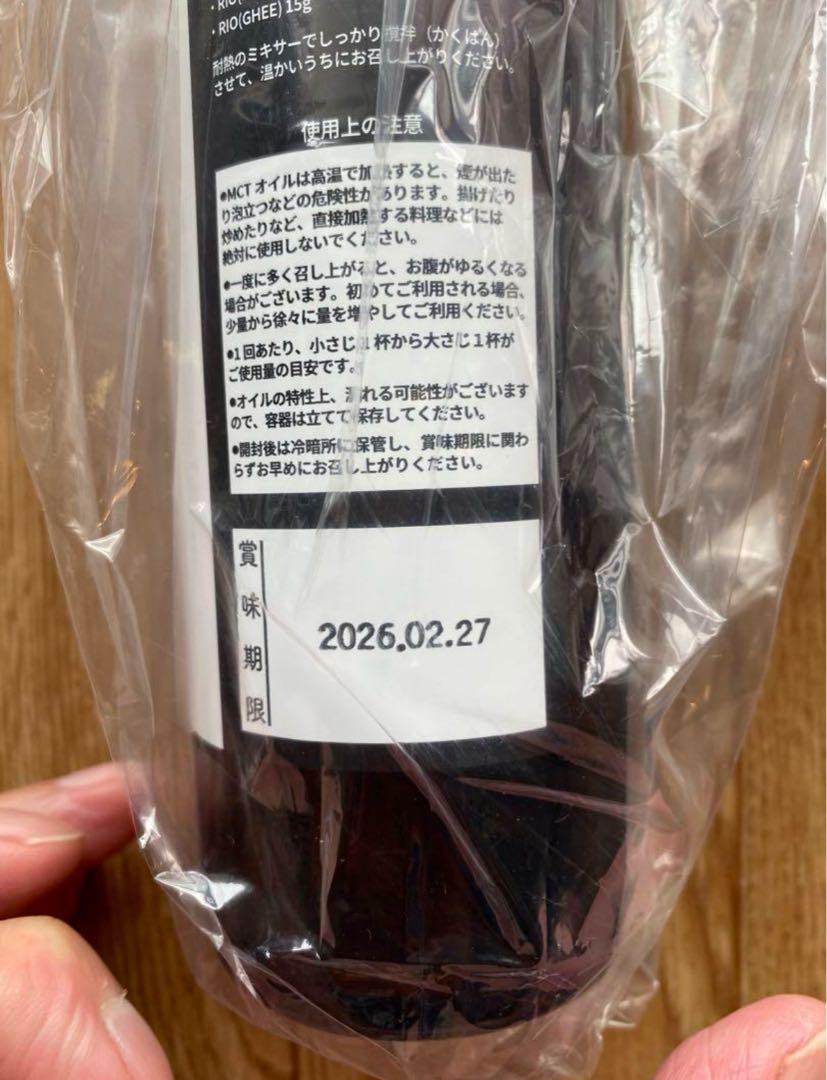 ・RIO(GHEE) 15g
耐熱のミキサーでしっかり撹拌（かくはん）
させて、温かいうちにお召し上がりください。
使用上の注意
●MCTオイルは高温で加熱すると、煙が出た
り泡立つなどの危険性があります。揚げたり
炒めたりなど、直接加熱する料理などには
絶対に使用しないでください。
●一度に多く召し上がると、お腹がゆるくなる
場合がございます。初めてご利用される場合、
少量から徐々に量を増やしてご利用ください。
●1回あたり、小さじ1杯から大さじ1杯が
ご使用量の目安です。
●オイルの特性上、漏れる可能性がございます
ので、容器は立てて保存してください。
●開封後は冷暗所に保管し、賞味期限に関わ
らずお早めにお召し上がりください。
賞味期限
2026.02.27